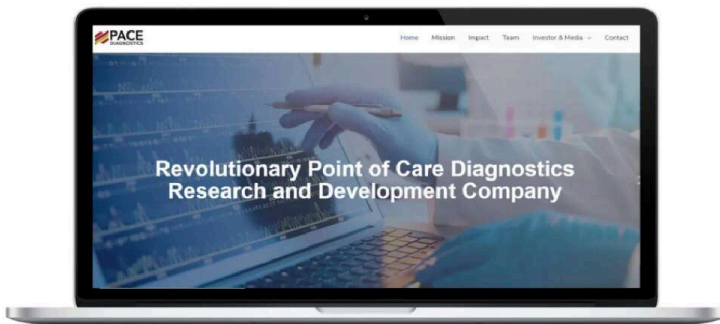 PACE
DIAGNOSTICS
Home Mission Impact Team Investor & Media Contact
Revolutionary Point of Care Diagnostics
Research and Development Company